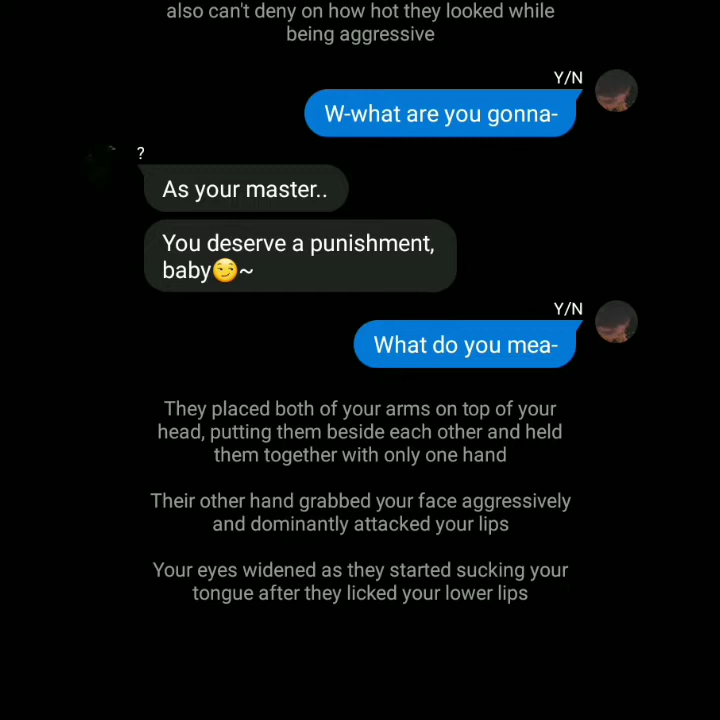 also can't deny on how hot they looked while
being aggressive
Y/N
W-what are you gonna-
?
As your master..
You deserve a punishment,
baby😏~
Y/N
What do you mea-
They placed both of your arms on top of your
head, putting them beside each other and held
them together with only one hand
Their other hand grabbed your face aggressively
and dominantly attacked your lips
Your eyes widened as they started sucking your
tongue after they licked your lower lips